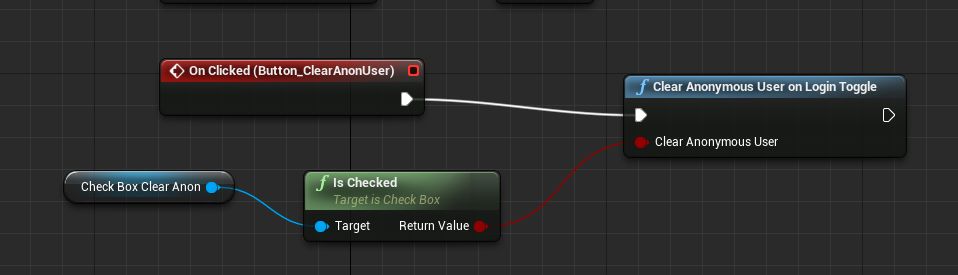 On Clicked (Button_ClearAnonUser)
f Clear Anonymous User on Login Toggle
Clear Anonymous User
Check Box Clear Anon
f Is Checked
Target is Check Box
Target
Return Value